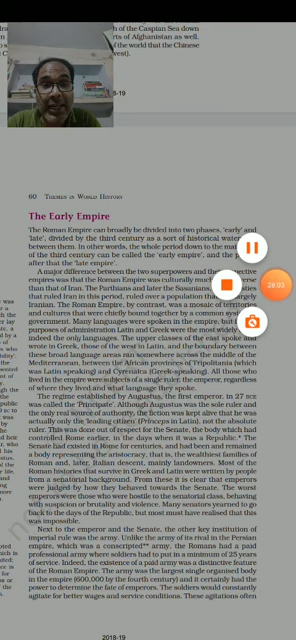 n of the Caspian Sea down
rts of Afghanistan as well.
f the world that the Chinese
west).
18-19
60 THEMES IN WORLD HISTORY
The Early Empire
The Roman Empire can broadly be divided into two phases, 'early' and
'late', divided by the third century as a sort of historical water
between them. In other words, the whole period down to the ma
of the third century can be called the 'early empire', and the p
after that the 'late empire'.
A major difference between the two superpowers and the ective
empires was that the Roman Empire was culturally m erse
than that of Iran. The Parthians and later the Sasanians, ties
that ruled Iran in this period, ruled over a population l rgely
Iranian. The Roman Empire, by contrast, was a mosaic of territories
and cultures that were chiefly bound together by a common sys
government. Many languages were spoken in the empire, but f
purposes of administration Latin and Greek were the most widely
indeed the only languages. The upper classes of the east spoke and
wrote in Greek, those of the west in Latin, and the boundary between
these broad language areas ran somewhere across the middle of the
Mediterranean, between the African provinces of Tripolitania (which
was Latin speaking) and Cyrenaica (Greek-speaking). All those who
lived in the empire were subjects of a single ruler, the emperor, regardless
of where they lived and what language they spoke.
The regime established by Augustus, the first emperor, in 27 BCE
was called the 'Principate'. Although Augustus was the sole ruler and
the only real source of authority, the fiction was kept alive that he was
actually only the 'leading citizen' (Princeps in Latin), not the absolute
ruler. This was done out of respect for the Senate, the body which had
controlled Rome earlier, in the days when it was a Republic.* The
Senate had existed in Rome for centuries, and had been and remained
a body representing the aristocracy, that is, the wealthiest families of
Roman and, later, Italian descent, mainly landowners. Most of the
Roman histories that survive in Greek and Latin were written by people
from a senatorial background. From these it is clear that emperors
were judged by how they behaved towards the Senate. The worst
emperors were those who were hostile to the senatorial class, behaving
with suspicion or brutality and violence. Many senators yearned to go
back to the days of the Republic, but most must have realised that this
was impossible.
Next to the emperor and the Senate, the other key institution of
imperial rule was the army. Unlike the army of its rival in the Persian
empire, which was a conscripted** army, the Romans had a paid
professional army where soldiers had to put in a minimum of 25 years
of service. Indeed, the existence of a paid army was a distinctive feature
of the Roman Empire. The army was the largest single organised body
in the empire (600,000 by the fourth century) and it certainly had the
power to determine the fate of emperors. The soldiers would constantly
agitate for better wages and service conditions. These agitations often
2018-19